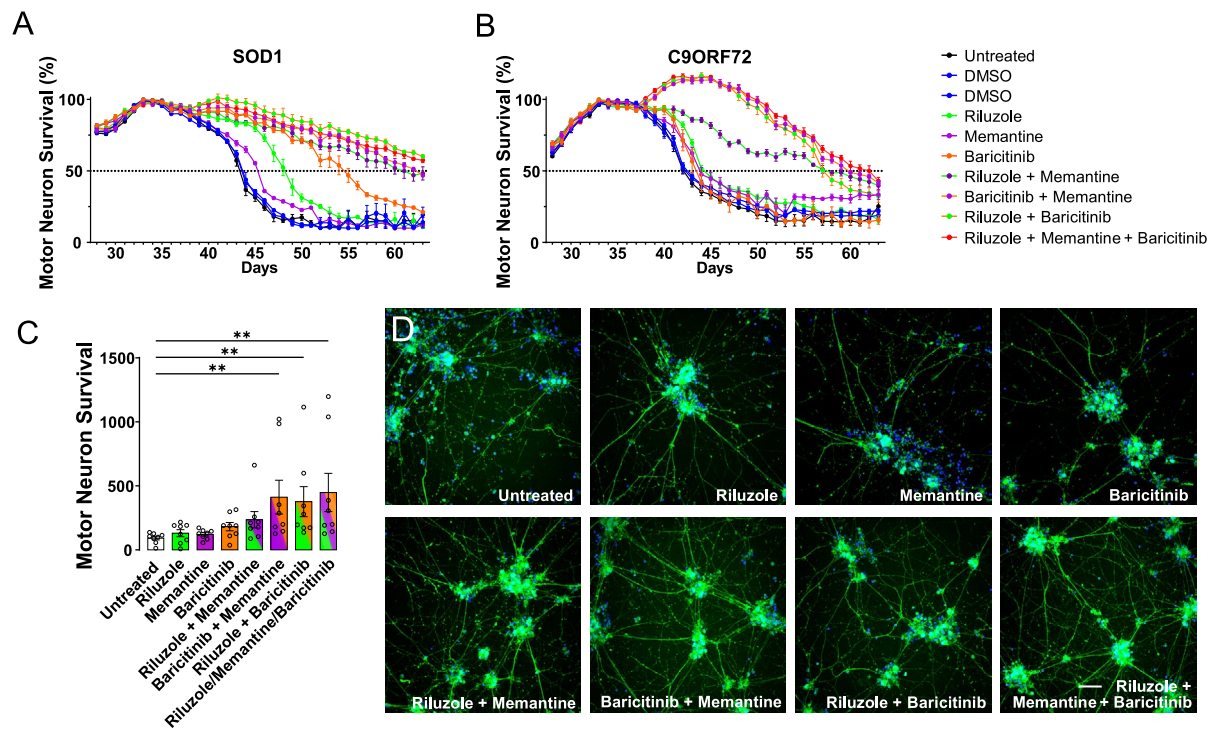 A
SOD1
Motor Neuron Survival (%)
100
50
0
30 35 40 45 50 55 60
Days
B
C9ORF72
Motor Neuron Survival (%)
100
50
0
30 35 40 45 50 55 60
Days
Untreated
DMSO
DMSO
Riluzole
Memantine
Baricitinib
Riluzole + Memantine
Baricitinib + Memantine
Riluzole + Baricitinib
Riluzole + Memantine + Baricitinib
C
Motor Neuron Survival
1500
1000
500
0
**
**
**
Untreated
Riluzole
Memantine
Baricitinib
Riluzole + Memantine
Baricitinib + Memantine
Riluzole + Baricitinib
Riluzole/Memantine/Baricitinib
D
Untreated
Riluzole
Memantine
Baricitinib
Riluzole + Memantine
Baricitinib + Memantine
Riluzole + Baricitinib
Riluzole +
Memantine + Baricitinib